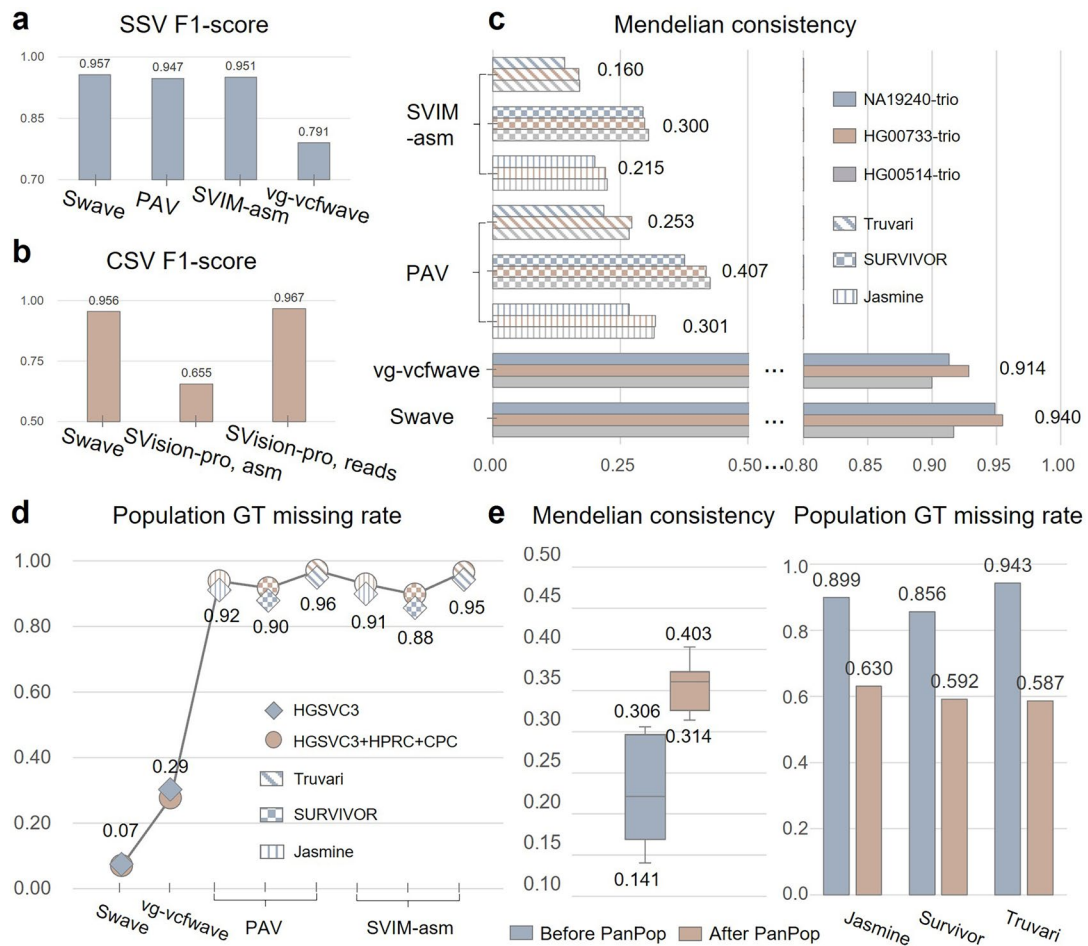 a
SSV F1-score
1.00
0.85
0.70
0.957
0.947
0.951
0.791
Swave
PAV
SVIM-asm
vg-vcfwave
b
CSV F1-score
1.00
0.75
0.50
0.956
0.655
0.967
Swave
SVision-pro, asm
SVision-pro, reads
c
Mendelian consistency
SVIM
-asm
0.160
0.300
0.215
PAV
0.253
0.407
0.301
vg-vcfwave
...
0.914
Swave
...
0.940
0.00
0.25
0.50
...
0.80
0.85
0.90
0.95
1.00
NA19240-trio
HG00733-trio
HG00514-trio
Truvari
SURVIVOR
Jasmine
d
Population GT missing rate
1.00
0.80
0.60
0.40
0.20
0.00
0.07
0.29
0.92
0.90
0.96
0.91
0.88
0.95
HGSVC3
HGSVC3+HPRC+CPC
Truvari
SURVIVOR
Jasmine
Swave
vg-vcfwave
PAV
SVIM-asm
e
Mendelian consistency
0.50
0.45
0.40
0.35
0.30
0.25
0.20
0.15
0.10
0.306
0.141
0.403
0.314
Population GT missing rate
1.0
0.8
0.6
0.4
0.2
0.0
0.899
0.630
0.856
0.592
0.943
0.587
Jasmine
Survivor
Truvari
Before PanPop
After PanPop